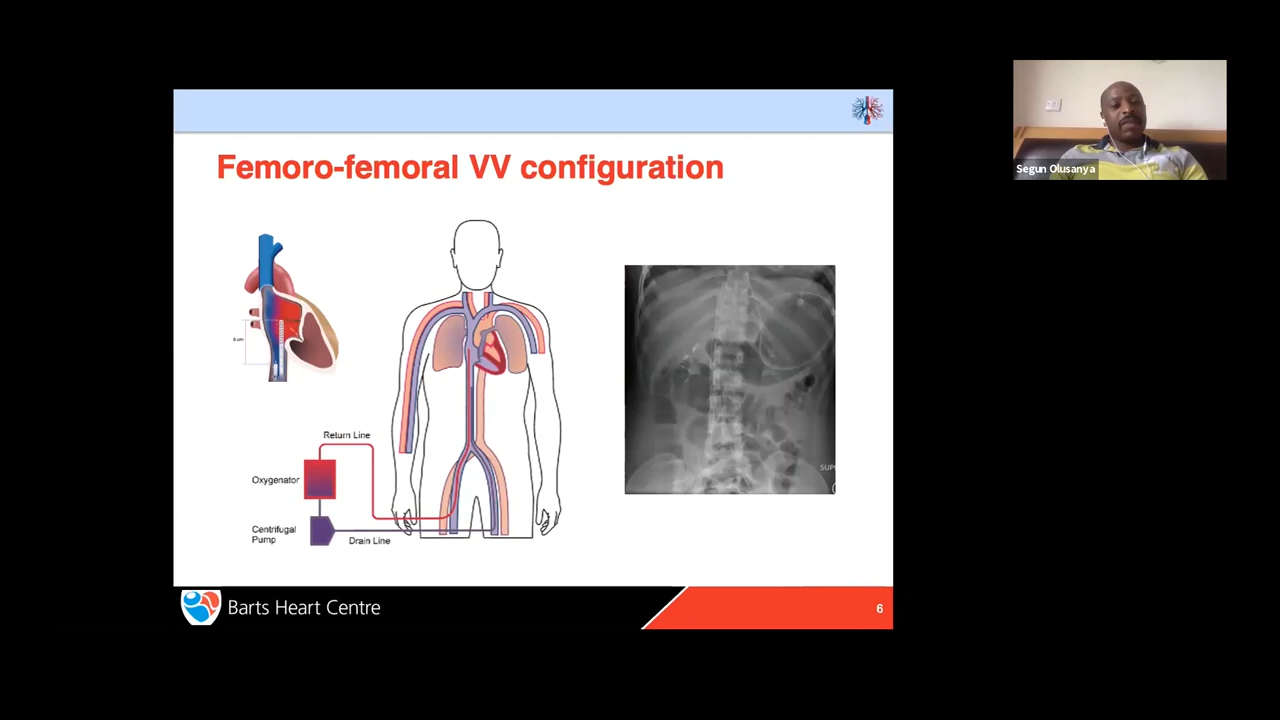 Femoro-femoral VV configuration
Segun Olusanya
Return Line
Oxygenator
Centrifugal
Pump
Drain Line
Barts Heart Centre
6